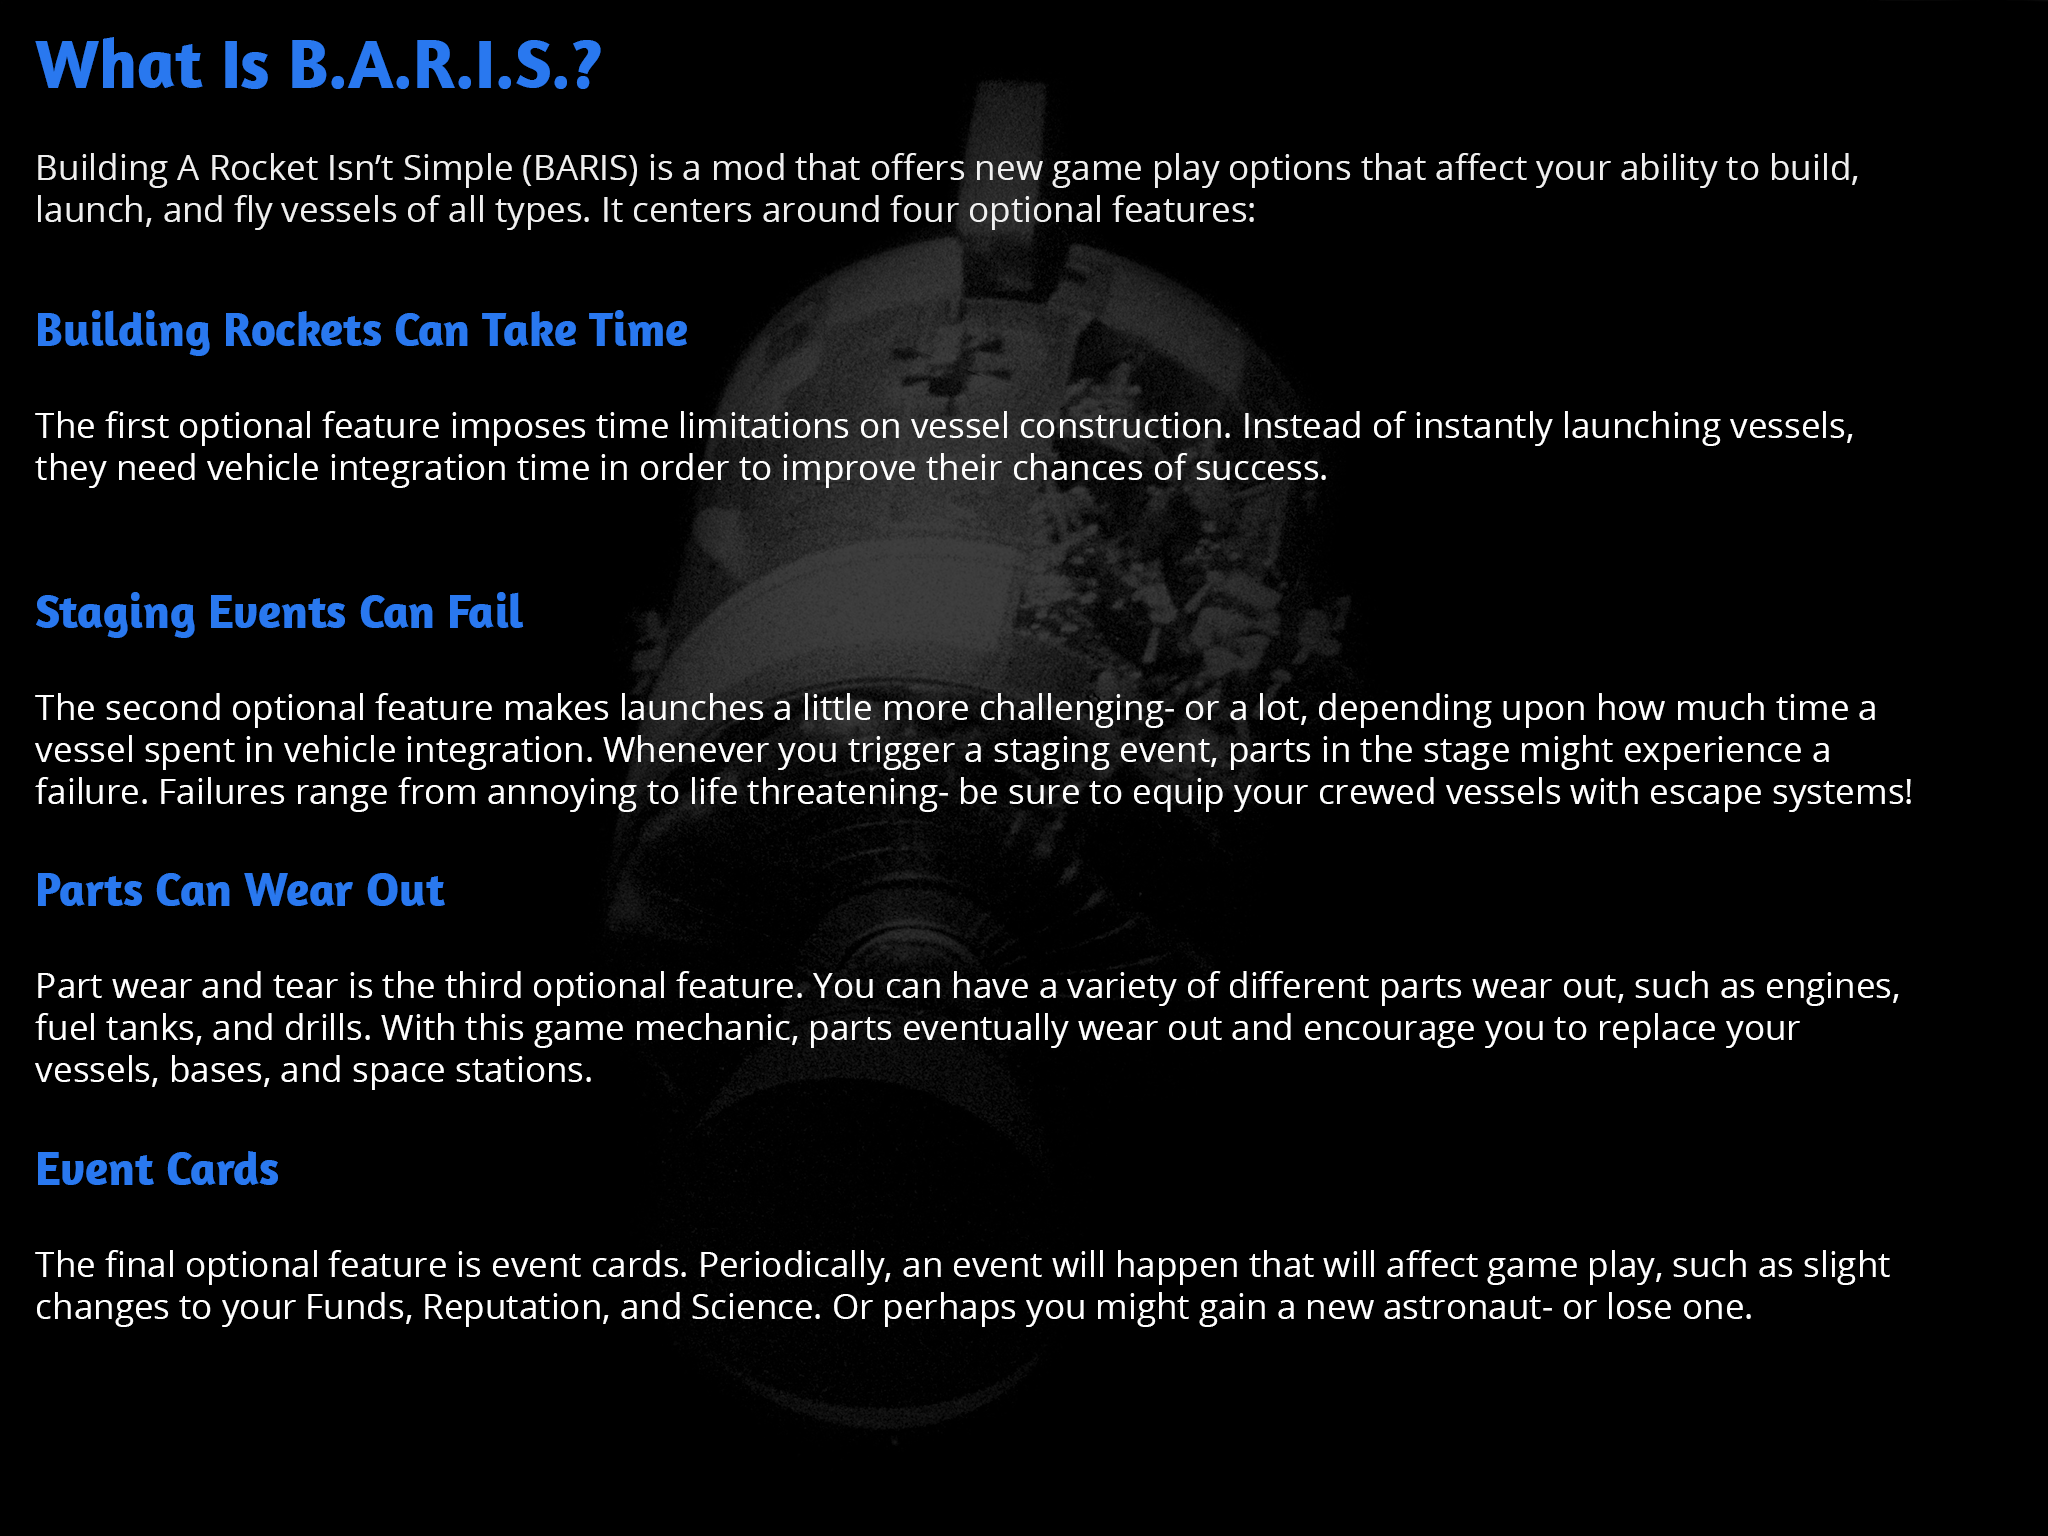 What Is B.A.R.I.S.?
Building A Rocket Isn’t Simple (BARIS) is a mod that offers new game play options that affect your ability to build,
launch, and fly vessels of all types. It centers around four optional features:
Building Rockets Can Take Time
The first optional feature imposes time limitations on vessel construction. Instead of instantly launching vessels,
they need vehicle integration time in order to improve their chances of success.
Staging Events Can Fail
The second optional feature makes launches a little more challenging- or a lot, depending upon how much time a
vessel spent in vehicle integration. Whenever you trigger a staging event, parts in the stage might experience a
failure. Failures range from annoying to life threatening- be sure to equip your crewed vessels with escape systems!
Parts Can Wear Out
Part wear and tear is the third optional feature. You can have a variety of different parts wear out, such as engines,
fuel tanks, and drills. With this game mechanic, parts eventually wear out and encourage you to replace your
vessels, bases, and space stations.
Event Cards
The final optional feature is event cards. Periodically, an event will happen that will affect game play, such as slight
changes to your Funds, Reputation, and Science. Or perhaps you might gain a new astronaut- or lose one.